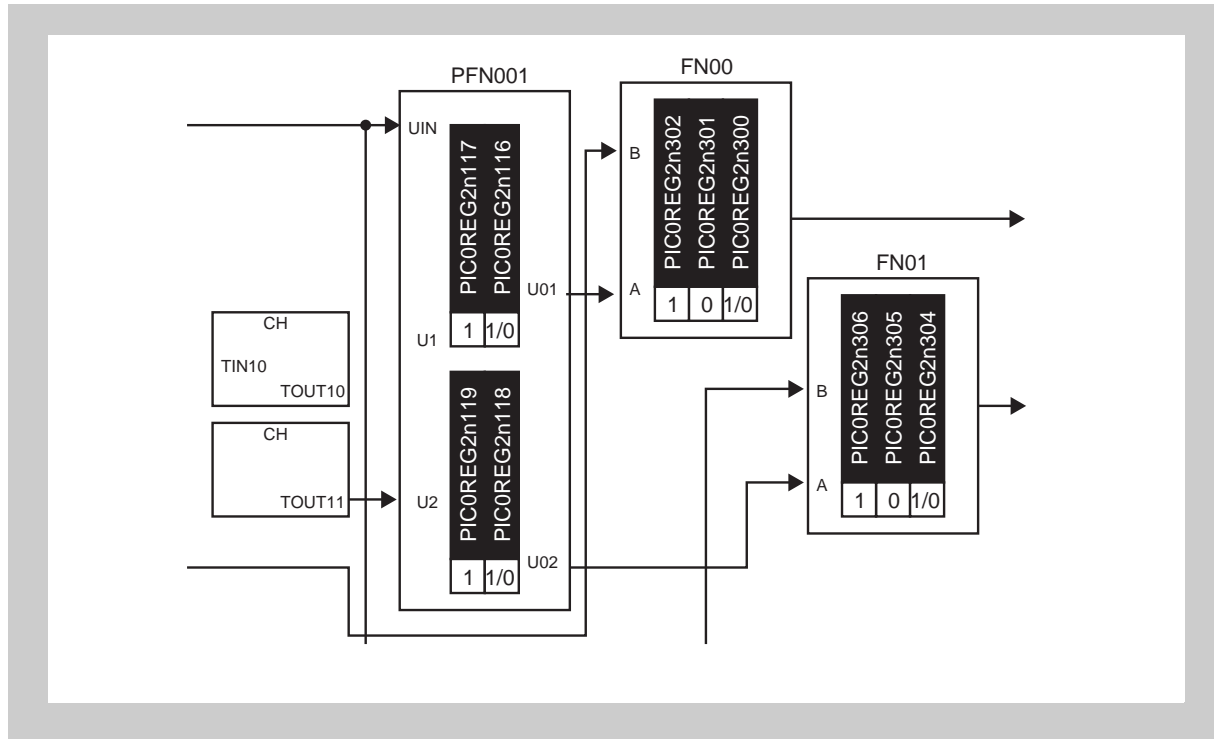 PFN001
UIN
PIC0REG2n117
PIC0REG2n116
U01
U1
1
1/0
PIC0REG2n119
PIC0REG2n118
U2
U02
1
1/0
CH
TIN10
TOUT10
CH
TOUT11
FN00
B
A
PIC0REG2n302
PIC0REG2n301
PIC0REG2n300
1
0
1/0
FN01
B
A
PIC0REG2n306
PIC0REG2n305
PIC0REG2n304
1
0
1/0